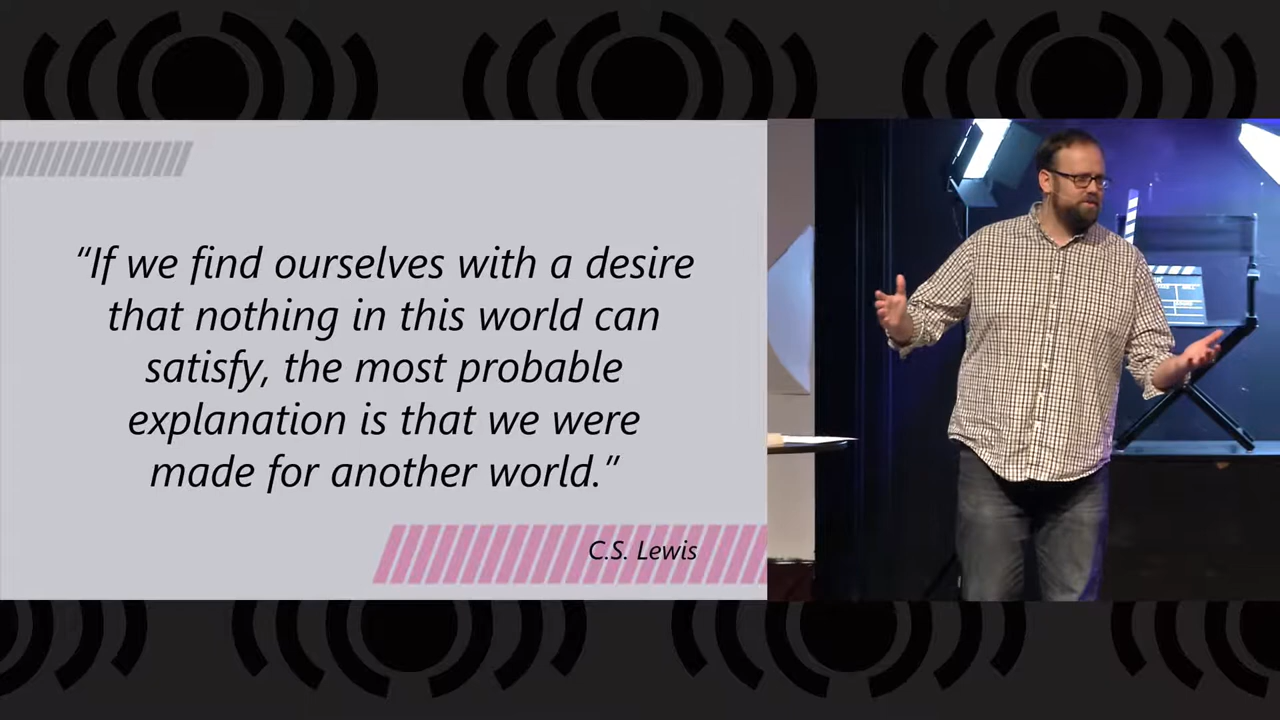 “If we find ourselves with a desire
that nothing in this world can
satisfy, the most probable
explanation is that we were
made for another world.”
C.S. Lewis